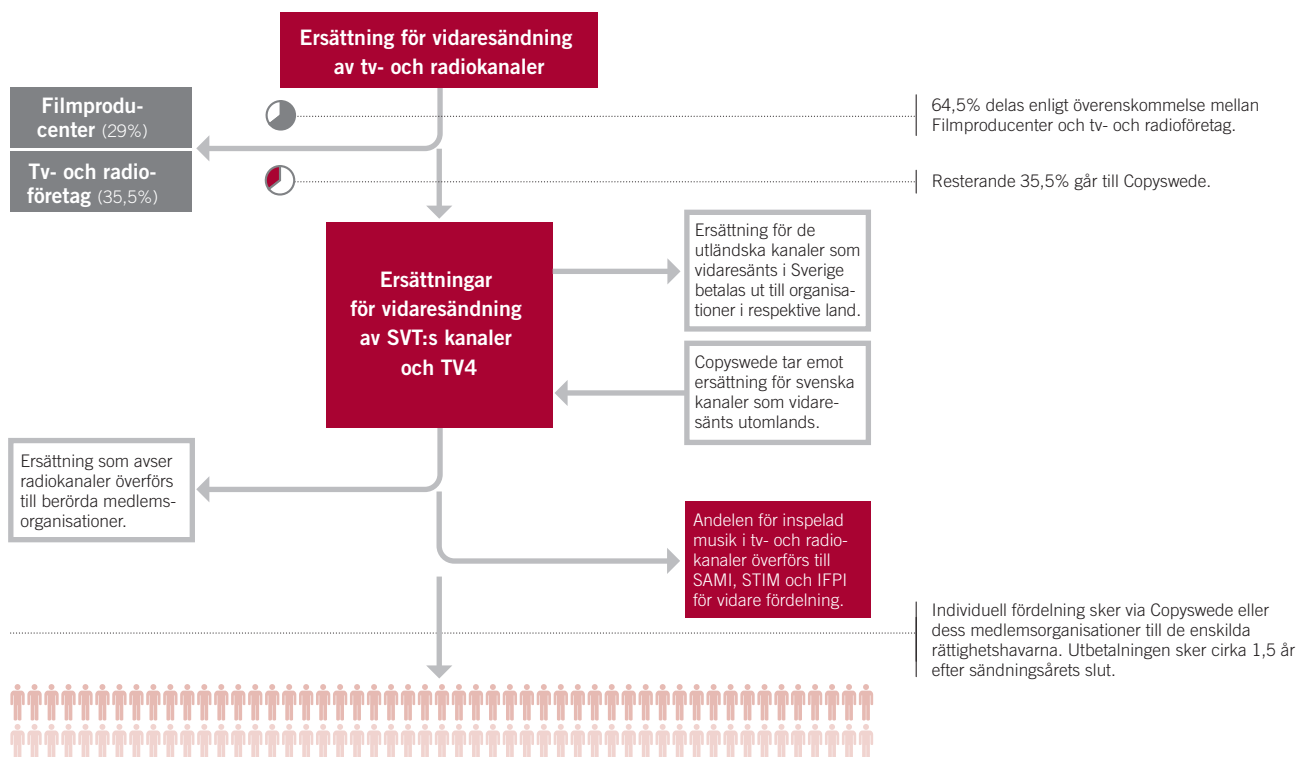 Ersättning för vidaresändning
av tv- och radiokanaler
Filmprodu-
center (29%)
64,5% delas enligt överenskommelse mellan
Filmproducenter och tv- och radioföretag.
Tv- och radio-
företag (35,5%)
Resterande 35,5% går till Copyswede.
Ersättningar
för vidaresändning
av SVT:s kanaler
och TV4
Ersättning för de
utländska kanaler som
vidaresänts i Sverige
betalas ut till organisa-
tioner i respektive land.
Copyswede tar emot
ersättning för svenska
kanaler som vidare-
sänts utomlands.
Ersättning som avser
radiokanaler överförs
till berörda medlems-
organisationer.
Andelen för inspelad
musik i tv- och radio-
kanaler överförs till
SAMI, STIM och IFPI
för vidare fördelning.
Individuell fördelning sker via Copyswede eller
dess medlemsorganisationer till de enskilda
rättighetshavarna. Utbetalningen sker cirka 1,5 år
efter sändningsårets slut.